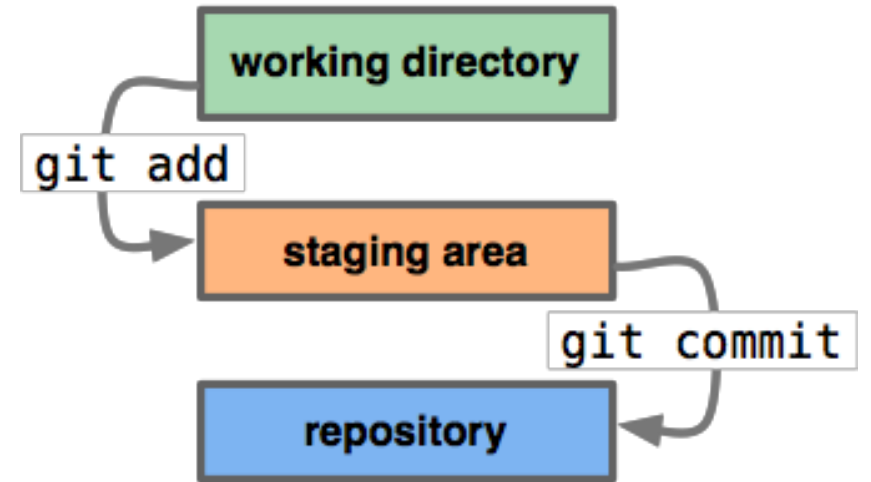 working directory
git add
staging area
git commit
repository